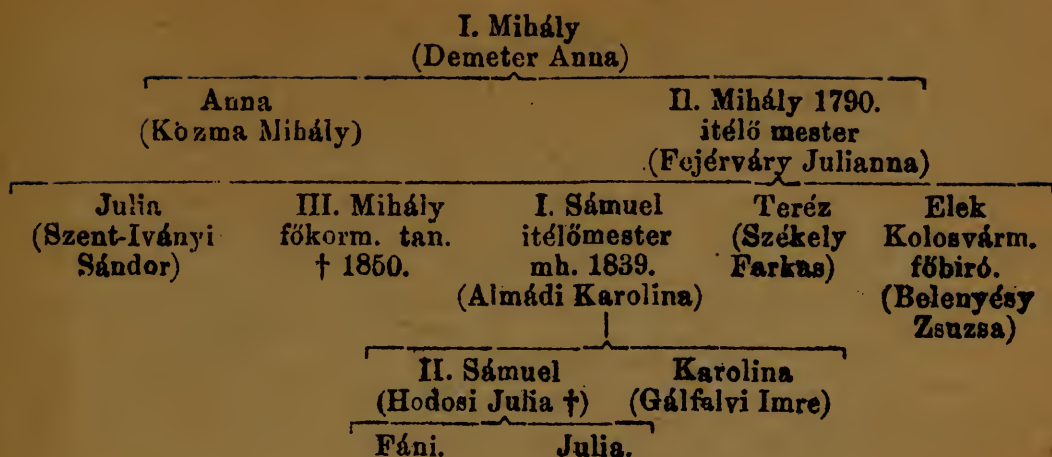 I. Mihály
(Demeter Anna)
Anna
(Kozma Mihály)
II. Mihály 1790.
itélő mester
(Fejérváry Julianna)
Julia
(Szent-Iványi
Sándor)
III. Mihály
főkorm. tan.
† 1850.
I. Sámuel
itélőmester
mh. 1839.
(Almádi Karolina)
Teréz
(Székely
Farkas)
Elek
Kolosvárm.
főbiró.
(Belenyésy
Zsuzsa)
II. Sámuel
(Hodosi Julia †)
Karolina
(Gálfalvi Imre)
Fáni.
Julia.